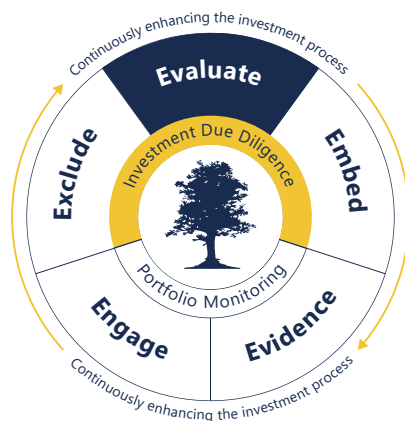 Continuously enhancing the investment process
Evaluate
Embed
Evidence
Engage
Exclude
Investment Due Diligence
Portfolio Monitoring
Continuously enhancing the investment process